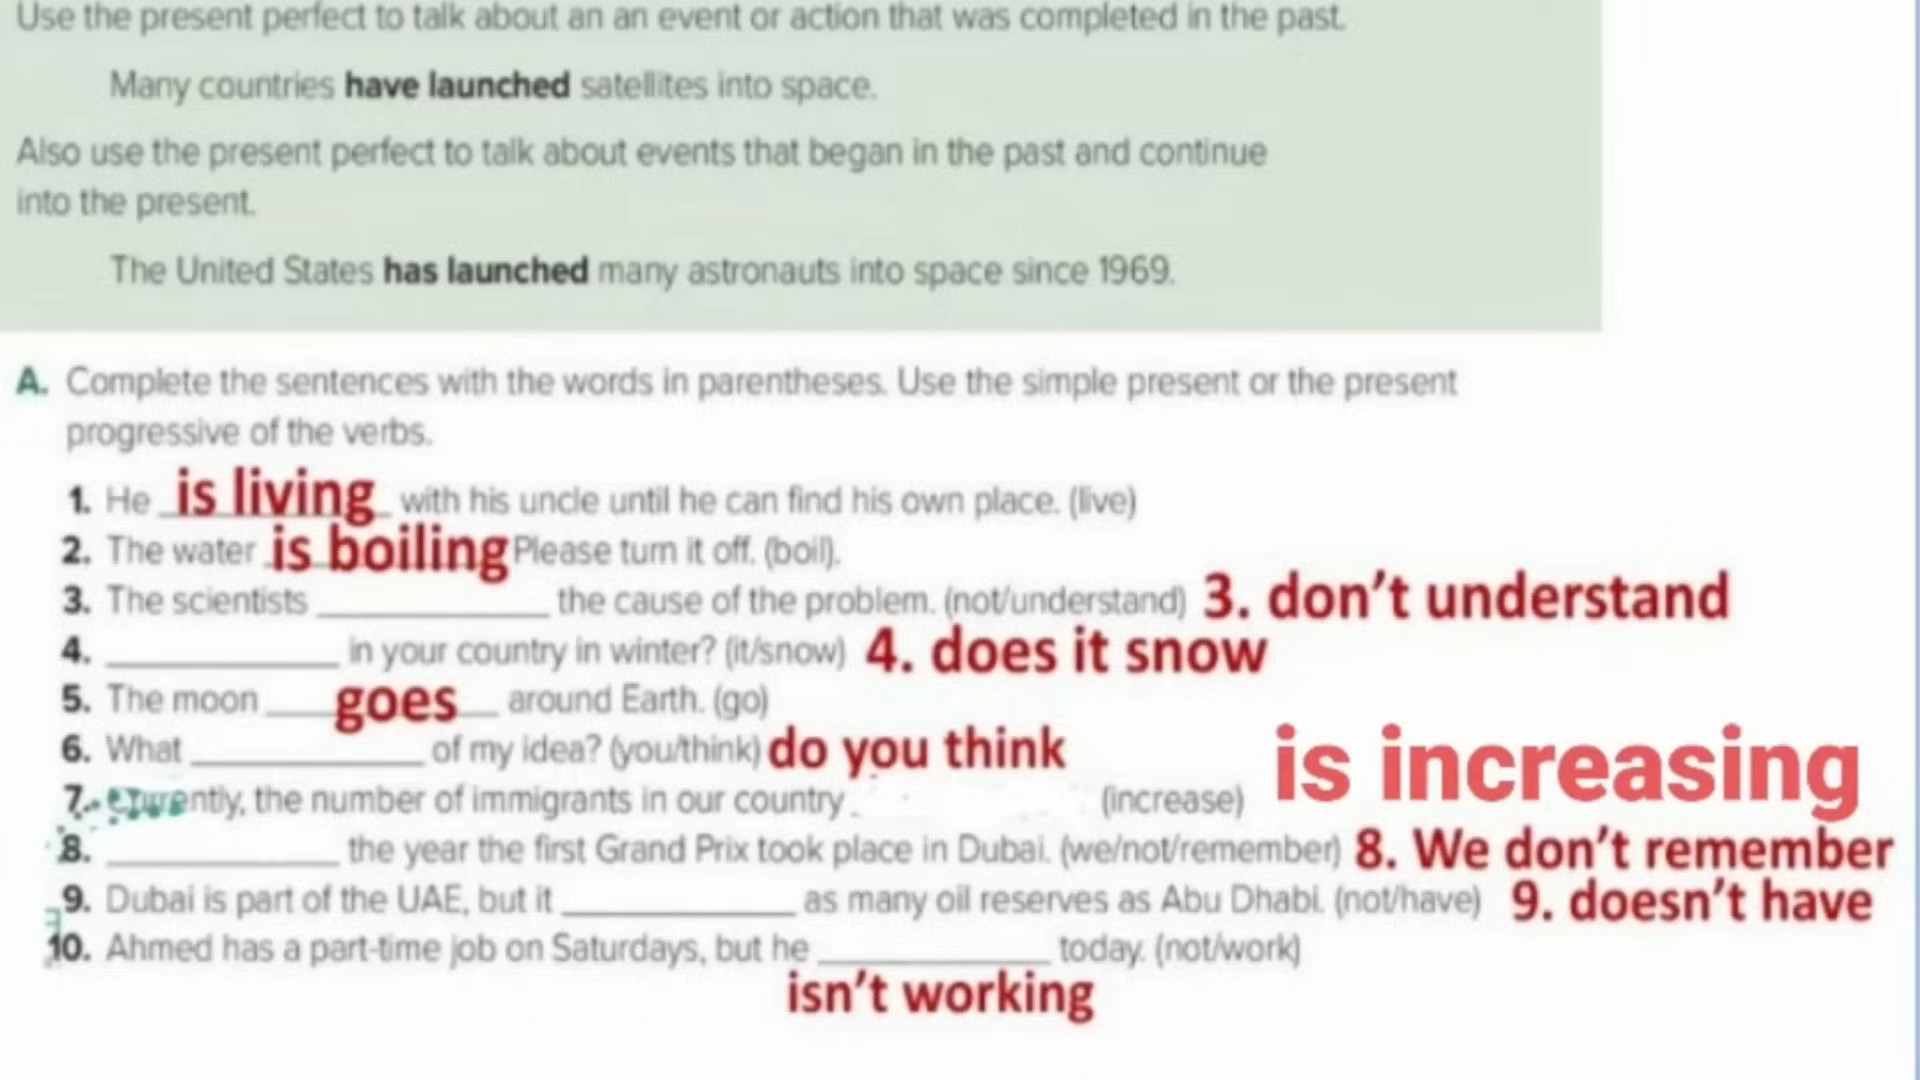 Use the present perfect to talk about an an event or action that was completed in the past.
Many countries have launched satellites into space.
Also use the present perfect to talk about events that began in the past and continue
into the present.
The United States has launched many astronauts into space since 1969.
A. Complete the sentences with the words in parentheses. Use the simple present or the present
progressive of the verbs.
1. He is living with his uncle until he can find his own place. (live)
2. The water is boiling Please turn it off. (boil).
3. The scientists ____________ the cause of the problem. (not/understand) 3. don't understand
4. ____________ in your country in winter? (it/snow) 4. does it snow
5. The moon goes around Earth. (go)
6. What ____________ of my idea? (you/think) do you think
7. Currently, the number of immigrants in our country (increase) is increasing
8. ____________ the year the first Grand Prix took place in Dubai. (we/not/remember) 8. We don't remember
9. Dubai is part of the UAE, but it ____________ as many oil reserves as Abu Dhabi. (not/have) 9. doesn't have
10. Ahmed has a part-time job on Saturdays, but he ____________ today. (not/work)
isn't working